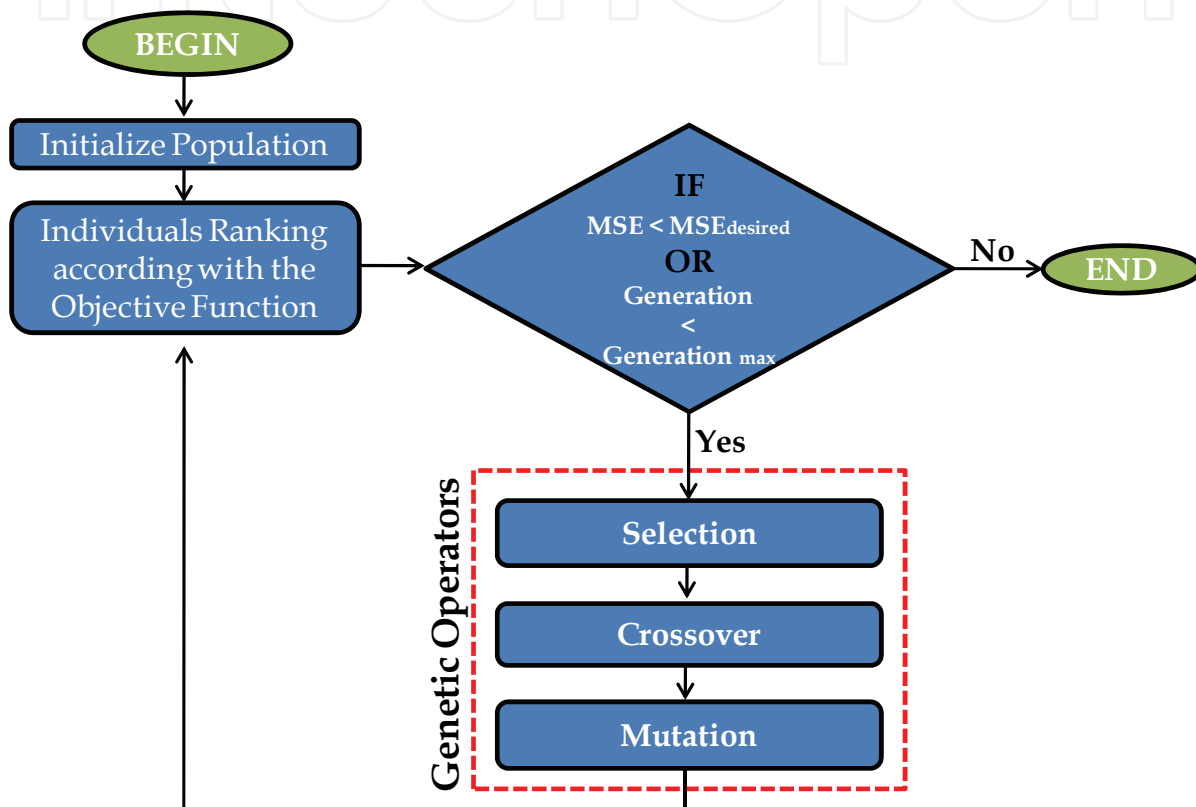 BEGIN
Initialize Population
Individuals Ranking
according with the
Objective Function
IF
MSE < MSEdesired
OR
Generation
<
Generation max
No
END
Yes
Genetic Operators
Selection
Crossover
Mutation